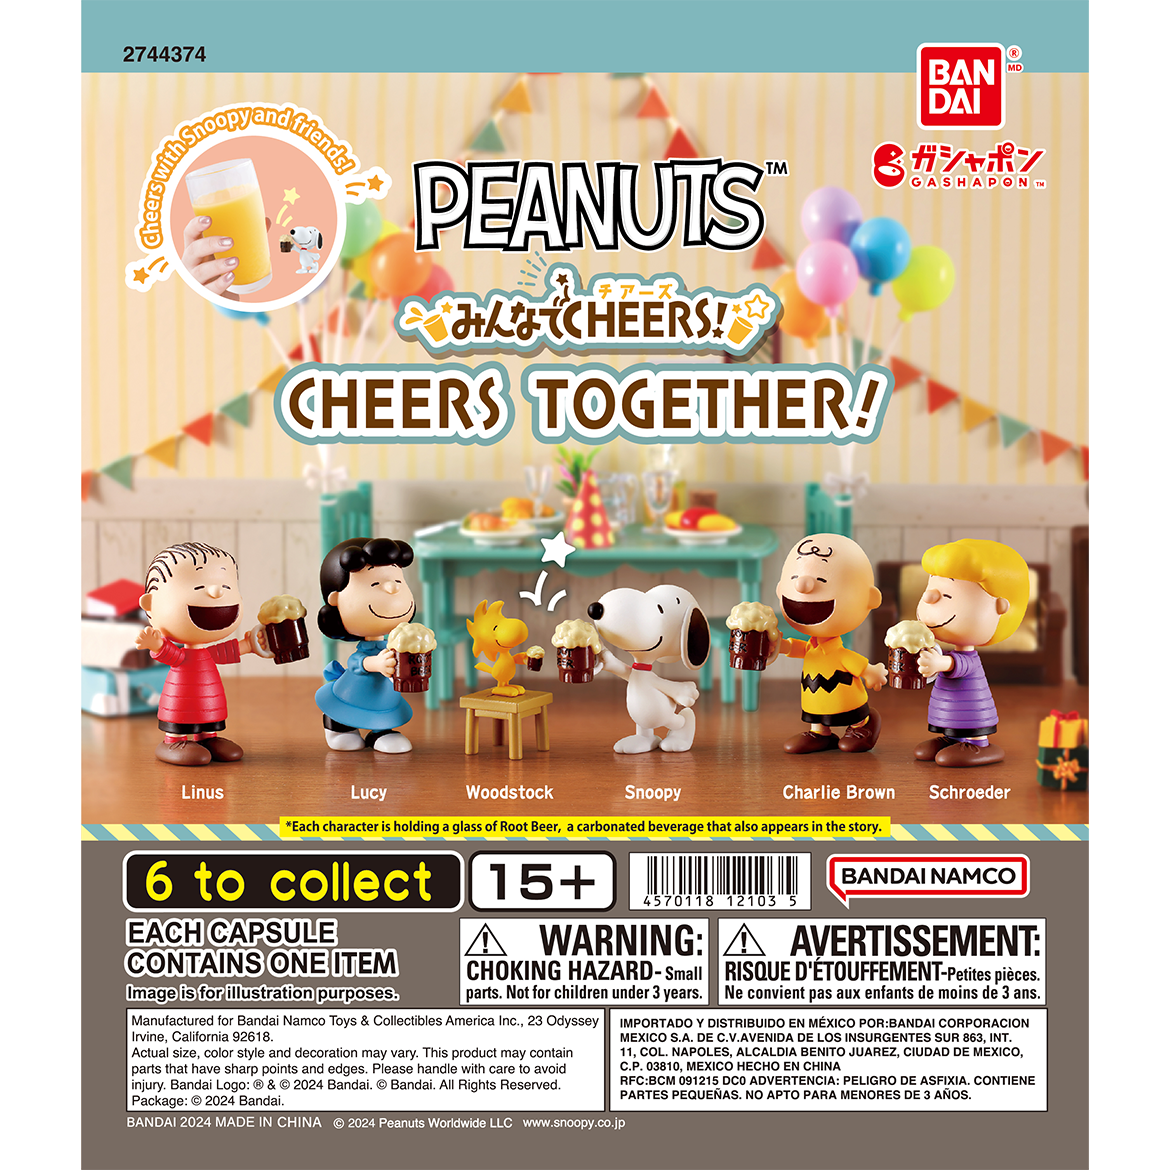 2744374
BAN
DAI
®
MD
ガシャポン
GASHAPON™
Cheers with Snoopy and friends!
PEANUTS™
チアーズ
みんなでCHEERS!
CHEERS TOGETHER!
ROOT
BEER
Linus
Lucy
Woodstock
Snoopy
Charlie Brown
Schroeder
*Each character is holding a glass of Root Beer, a carbonated beverage that also appears in the story.
6 to collect
15+
4570118 12103 5
BANDAI NAMCO
EACH CAPSULE
CONTAINS ONE ITEM
Image is for illustration purposes.
WARNING:
CHOKING HAZARD- Small
parts. Not for children under 3 years.
AVERTISSEMENT:
RISQUE D'ÉTOUFFEMENT-Petites pièces.
Ne convient pas aux enfants de moins de 3 ans.
Manufactured for Bandai Namco Toys & Collectibles America Inc., 23 Odyssey
Irvine, California 92618.
Actual size, color style and decoration may vary. This product may contain
parts that have sharp points and edges. Please handle with care to avoid
injury. Bandai Logo: ® & © 2024 Bandai. © Bandai. All Rights Reserved.
Package: © 2024 Bandai.
IMPORTADO Y DISTRIBUIDO EN MÉXICO POR:BANDAI CORPORACION
MEXICO S.A. DE C.V.AVENIDA DE LOS INSURGENTES SUR 863, INT.
11, COL. NAPOLES, ALCALDIA BENITO JUAREZ, CIUDAD DE MEXICO,
C.P. 03810, MEXICO HECHO EN CHINA
RFC:BCM 091215 DC0 ADVERTENCIA: PELIGRO DE ASFIXIA. CONTIENE
PARTES PEQUEÑAS. NO APTO PARA MENORES DE 3 AÑOS.
BANDAI 2024 MADE IN CHINA © 2024 Peanuts Worldwide LLC www.snoopy.co.jp